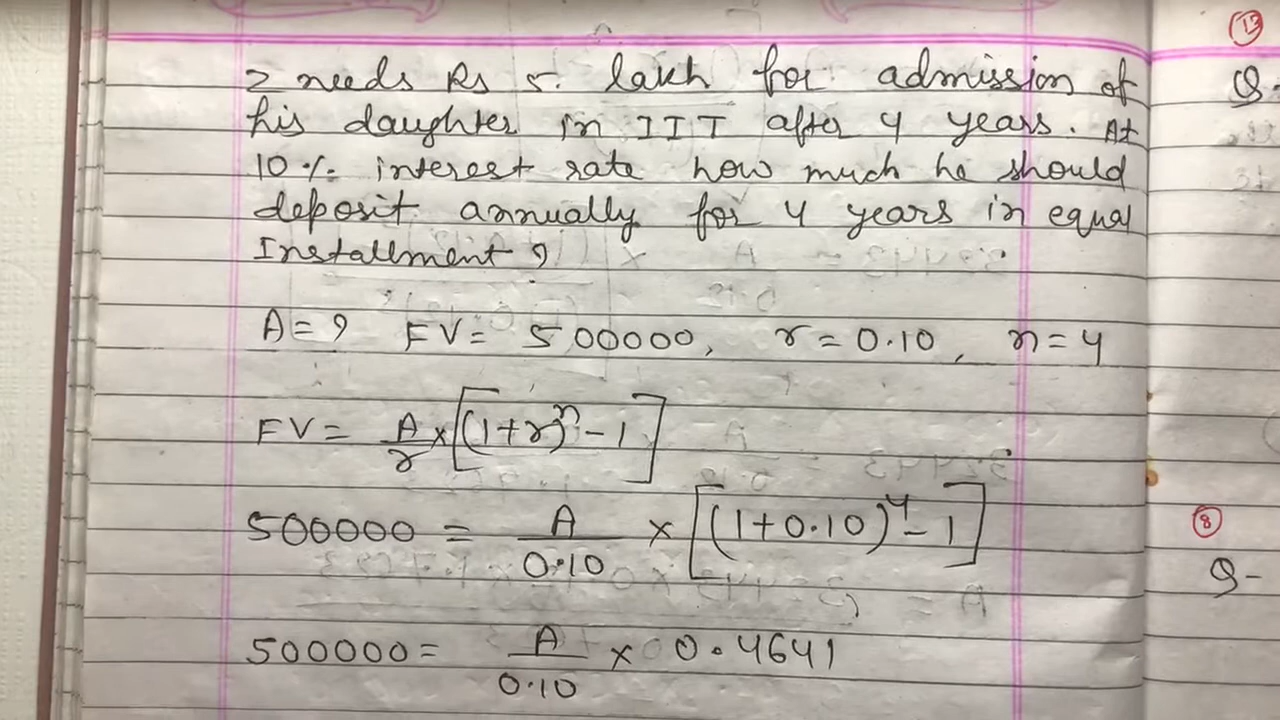 Z needs Rs 5. lakh for admission of
his daughter in IIT after 4 years. At
10 % interest rate how much he should
deposit annually for 4 years in equal
Installment ?
A = ? FV = 500000, r = 0.10, n = 4
FV = A/r × [(1+r)^n - 1]
500000 = A/0.10 × [(1+0.10)^4 - 1]
500000 = A/0.10 × 0.4641
12
Q-
8
Q-